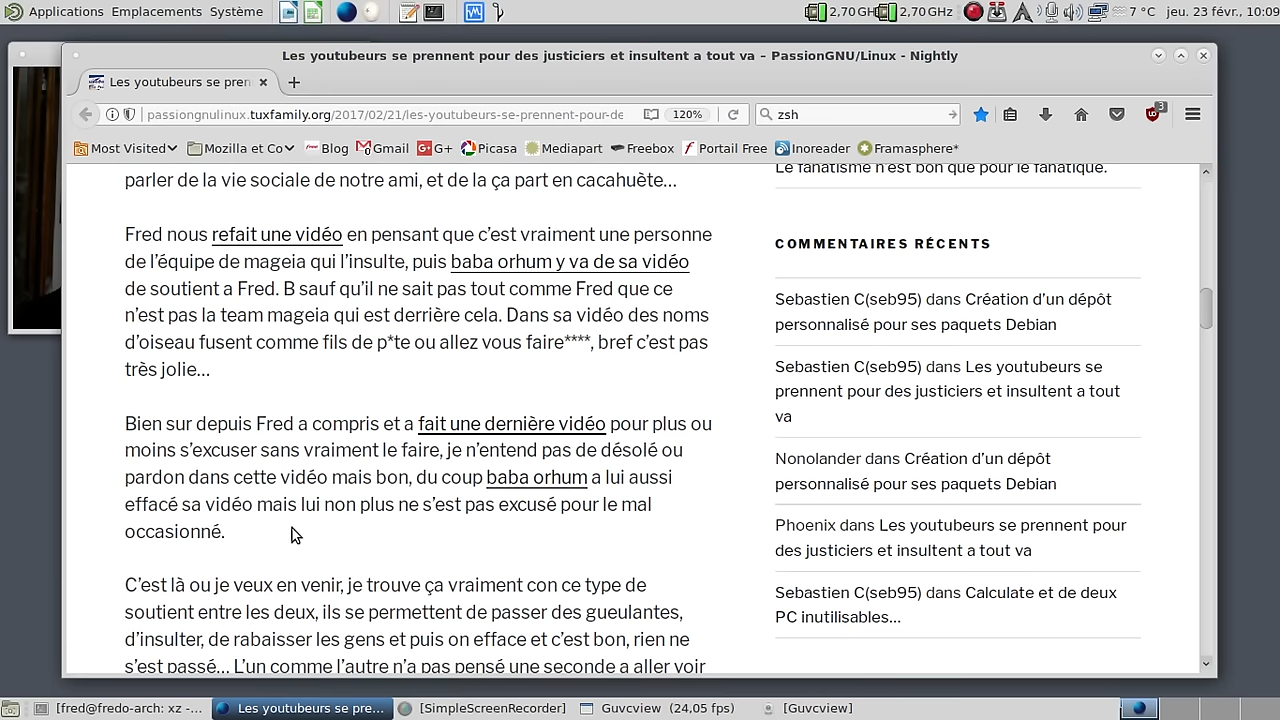 Applications Emplacements Système
2,70 GH 2,70 GHz
7 °C jeu. 23 févr., 10:09
Les youtubeurs se prennent pour des justiciers et insultent a tout va – PassionGNU/Linux - Nightly
Les youtubeurs se pren
passiongnulinux.tuxfamily.org/2017/02/21/les-youtubeurs-se-prennent-pour-de
120%
zsh
3
Most Visited
Mozilla et Co
Blog
Gmail
G+
Picasa
Mediapart
Freebox
Portail Free
Inoreader
Framasphere*
parler de la vie sociale de notre ami, et de la ça part en cacahuète…
Fred nous refait une vidéo en pensant que c’est vraiment une personne
de l’équipe de mageia qui l’insulte, puis baba orhum y va de sa vidéo
de soutient a Fred. B sauf qu’il ne sait pas tout comme Fred que ce
n’est pas la team mageia qui est derrière cela. Dans sa vidéo des noms
d’oiseau fusent comme fils de p*te ou allez vous faire****, bref c’est pas
très jolie…
Bien sur depuis Fred a compris et a fait une dernière vidéo pour plus ou
moins s’excuser sans vraiment le faire, je n’entend pas de désolé ou
pardon dans cette vidéo mais bon, du coup baba orhum a lui aussi
effacé sa vidéo mais lui non plus ne s’est pas excusé pour le mal
occasionné.
C’est là ou je veux en venir, je trouve ça vraiment con ce type de
soutient entre les deux, ils se permettent de passer des gueulantes,
d’insulter, de rabaisser les gens et puis on efface et c’est bon, rien ne
s’est passé… L’un comme l’autre n’a pas pensé une seconde a aller voir
Le fanatisme n’est bon que pour le fanatique.
COMMENTAIRES RÉCENTS
Sebastien C(seb95) dans Création d’un dépôt
personnalisé pour ses paquets Debian
Sebastien C(seb95) dans Les youtubeurs se
prennent pour des justiciers et insultent a tout
va
Nonolander dans Création d’un dépôt
personnalisé pour ses paquets Debian
Phoenix dans Les youtubeurs se prennent pour
des justiciers et insultent a tout va
Sebastien C(seb95) dans Calculate et de deux
PC inutilisables…
[fred@fredo-arch: xz -...
Les youtubeurs se pre...
[SimpleScreenRecorder]
Guvcview (24,05 fps)
[Guvcview]